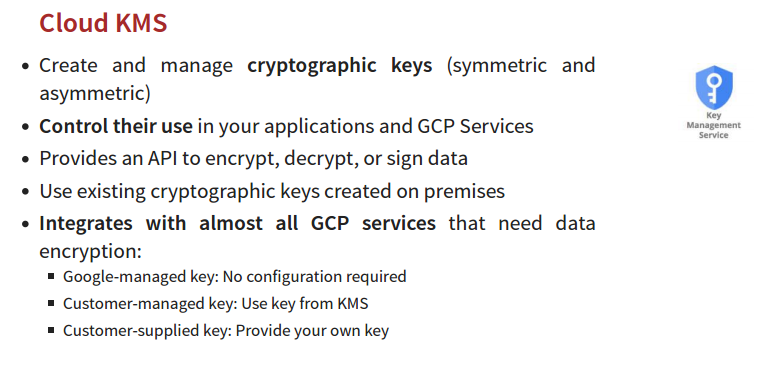 Cloud KMS
Create and manage cryptographic keys (symmetric and
asymmetric)
Control their use in your applications and GCP Services
Provides an API to encrypt, decrypt, or sign data
Use existing cryptographic keys created on premises
Integrates with almost all GCP services that need data
encryption:
Google-managed key: No configuration required
Customer-managed key: Use key from KMS
Customer-supplied key: Provide your own key
Key
Management
Service